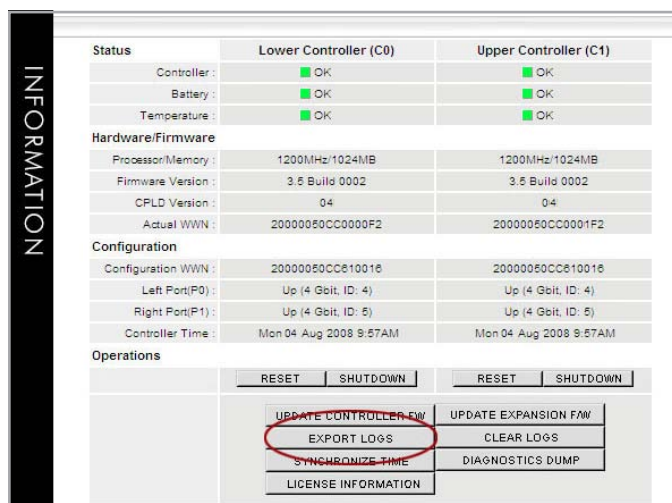 INFORMATION
Status Lower Controller (C0) Upper Controller (C1)
Controller : OK OK
Battery : OK OK
Temperature : OK OK
Hardware/Firmware
Processor/Memory : 1200MHz/1024MB 1200MHz/1024MB
Firmware Version : 3.5 Build 0002 3.5 Build 0002
CPLD Version : 04 04
Actual WWN : 20000050CC0000F2 20000050CC0001F2
Configuration
Configuration WWN : 20000050CC610016 20000050CC610016
Left Port(P0) : Up (4 Gbit, ID: 4) Up (4 Gbit, ID: 4)
Right Port(P1) : Up (4 Gbit, ID: 5) Up (4 Gbit, ID: 5)
Controller Time : Mon 04 Aug 2008 9:57AM Mon 04 Aug 2008 9:57AM
Operations
RESET SHUTDOWN RESET SHUTDOWN
UPDATE CONTROLLER F/W UPDATE EXPANSION F/W
EXPORT LOGS CLEAR LOGS
SYNCHRONIZE TIME DIAGNOSTICS DUMP
LICENSE INFORMATION